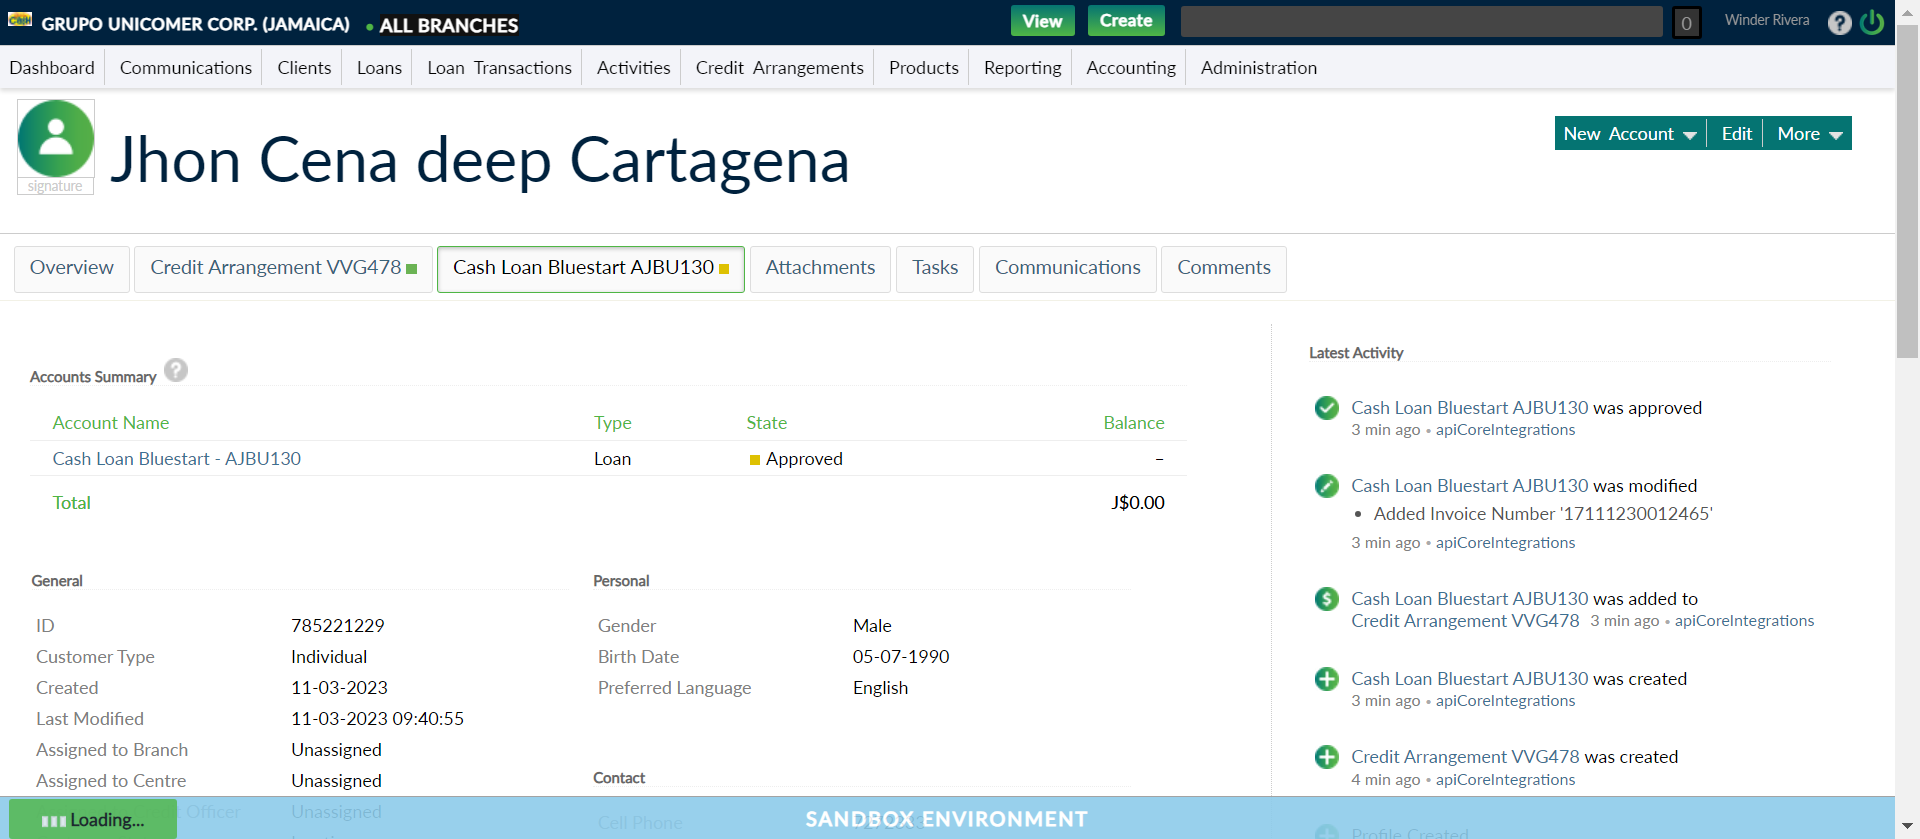 CASH GRUPO UNICOMER CORP. (JAMAICA) • ALL BRANCHES View Create 0 Winder Rivera ?
Dashboard Communications Clients Loans Loan Transactions Activities Credit Arrangements Products Reporting Accounting Administration
signature
Jhon Cena deep Cartagena
New Account Edit More
Overview Credit Arrangement VVG478 Cash Loan Bluestart AJBU130 Attachments Tasks Communications Comments
Accounts Summary ?
Account Name Type State Balance
Cash Loan Bluestart - AJBU130 Loan Approved –
Total J$0.00
General
ID 785221229
Customer Type Individual
Created 11-03-2023
Last Modified 11-03-2023 09:40:55
Assigned to Branch Unassigned
Assigned to Centre Unassigned
Officer Unassigned
Personal
Gender Male
Birth Date 05-07-1990
Preferred Language English
Contact
Cell Phone
Latest Activity
Cash Loan Bluestart AJBU130 was approved
3 min ago • apiCoreIntegrations
Cash Loan Bluestart AJBU130 was modified
• Added Invoice Number '17111230012465'
3 min ago • apiCoreIntegrations
Cash Loan Bluestart AJBU130 was added to
Credit Arrangement VVG478 3 min ago • apiCoreIntegrations
Cash Loan Bluestart AJBU130 was created
3 min ago • apiCoreIntegrations
Credit Arrangement VVG478 was created
4 min ago • apiCoreIntegrations
Profile Created
Loading...
SANDBOX ENVIRONMENT